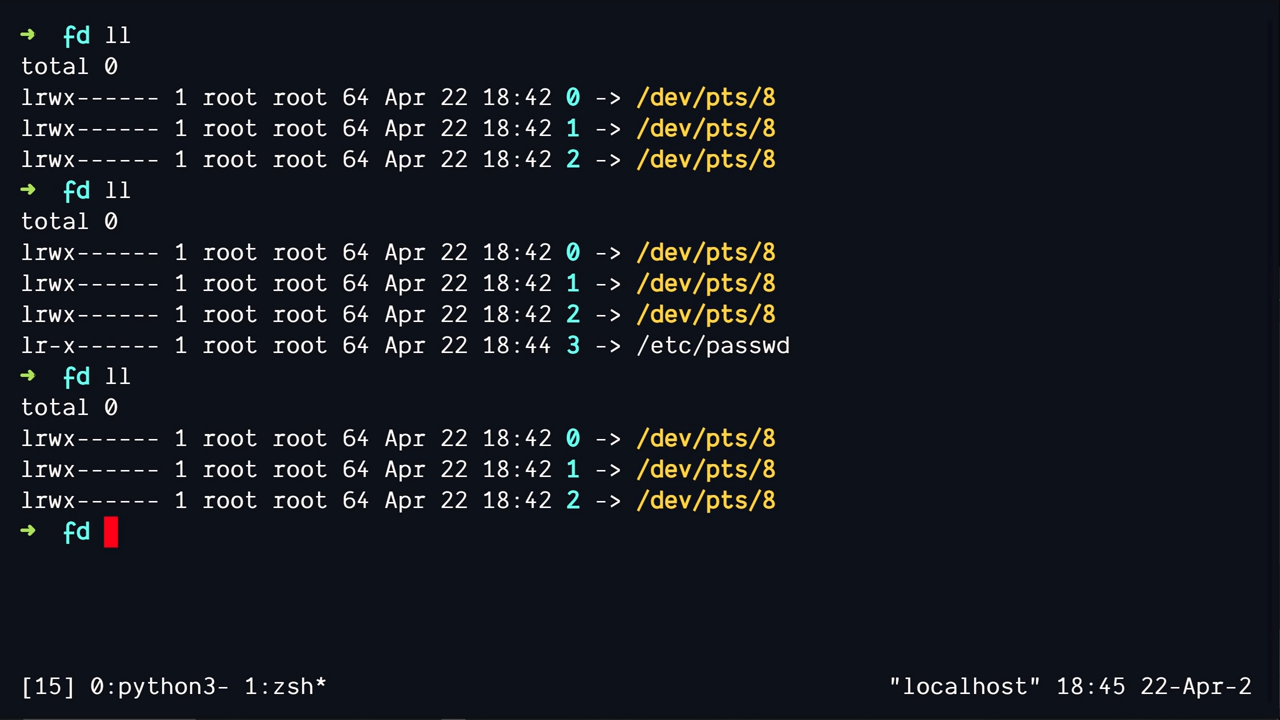 ➜  fd ll
total 0
lrwx------ 1 root root 64 Apr 22 18:42 0 -> /dev/pts/8
lrwx------ 1 root root 64 Apr 22 18:42 1 -> /dev/pts/8
lrwx------ 1 root root 64 Apr 22 18:42 2 -> /dev/pts/8
➜  fd ll
total 0
lrwx------ 1 root root 64 Apr 22 18:42 0 -> /dev/pts/8
lrwx------ 1 root root 64 Apr 22 18:42 1 -> /dev/pts/8
lrwx------ 1 root root 64 Apr 22 18:42 2 -> /dev/pts/8
lr-x------ 1 root root 64 Apr 22 18:44 3 -> /etc/passwd
➜  fd ll
total 0
lrwx------ 1 root root 64 Apr 22 18:42 0 -> /dev/pts/8
lrwx------ 1 root root 64 Apr 22 18:42 1 -> /dev/pts/8
lrwx------ 1 root root 64 Apr 22 18:42 2 -> /dev/pts/8
➜  fd
[15] 0:python3- 1:zsh* "localhost" 18:45 22-Apr-2